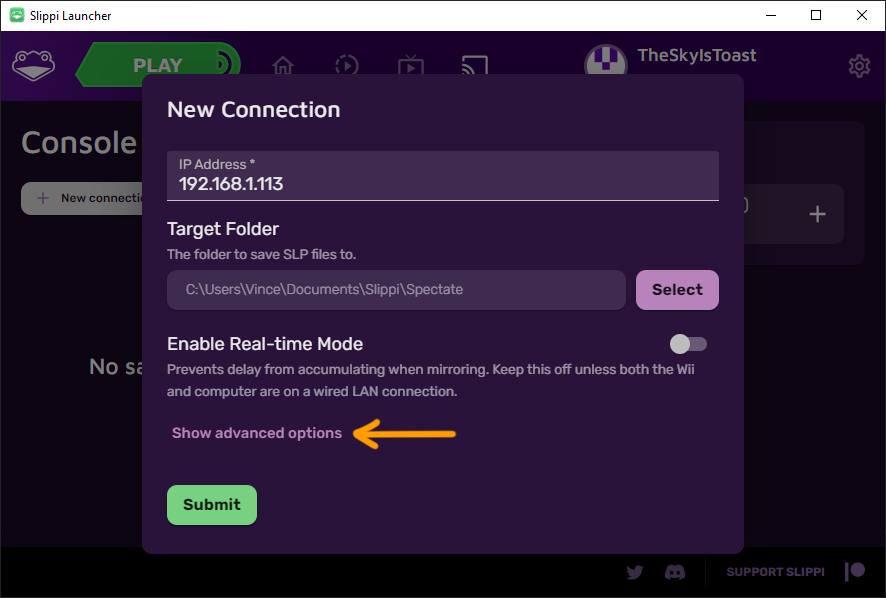 Slippi Launcher
PLAY
TheSkyIsToast
New Connection
Console
IP Address *
192.168.1.113
New connectio
Target Folder
The folder to save SLP files to.
C:\Users\Vince\Documents\Slippi\Spectate
Select
Enable Real-time Mode
No sa
Prevents delay from accumulating when mirroring. Keep this off unless both the Wii
and computer are on a wired LAN connection.
Show advanced options
Submit
SUPPORT SLIPPI